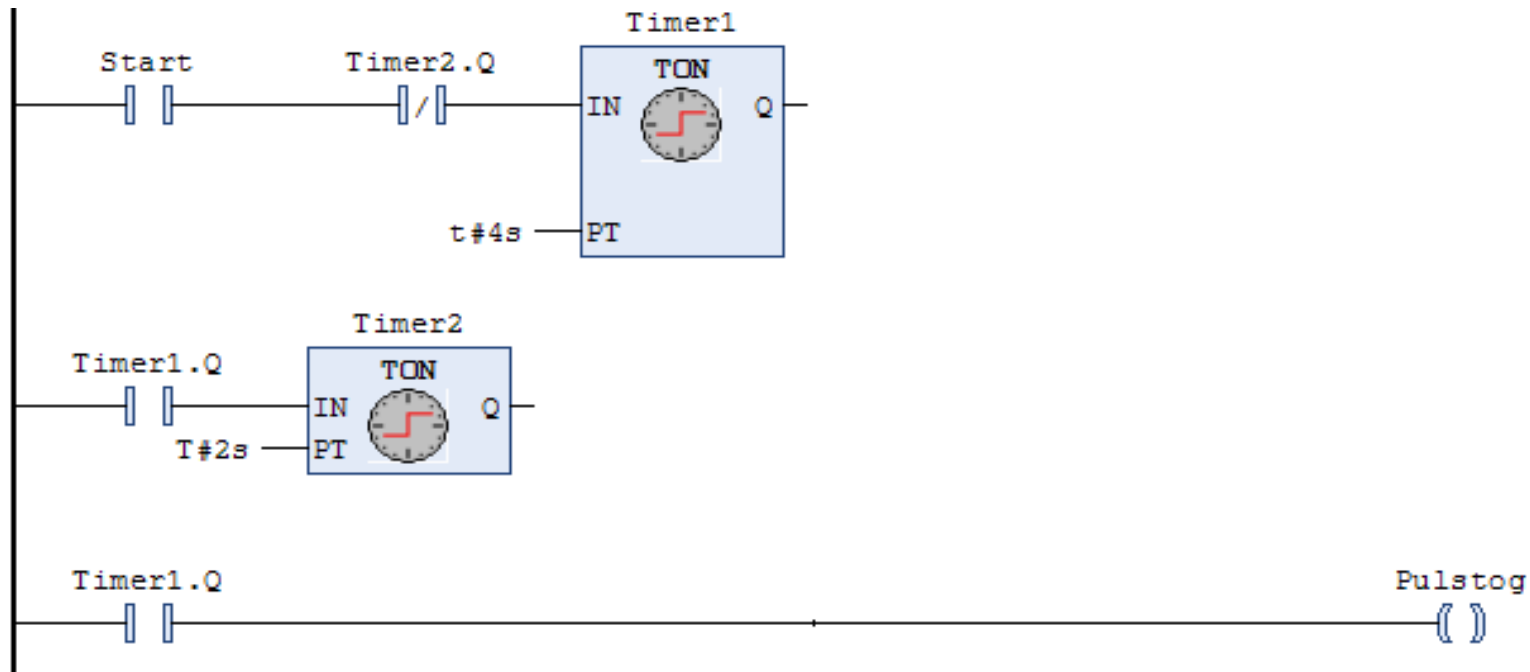 Timer1
Start Timer2.Q TON
IN Q
t#4s PT
Timer2
Timer1.Q TON
IN Q
T#2s PT
Timer1.Q Pulstog